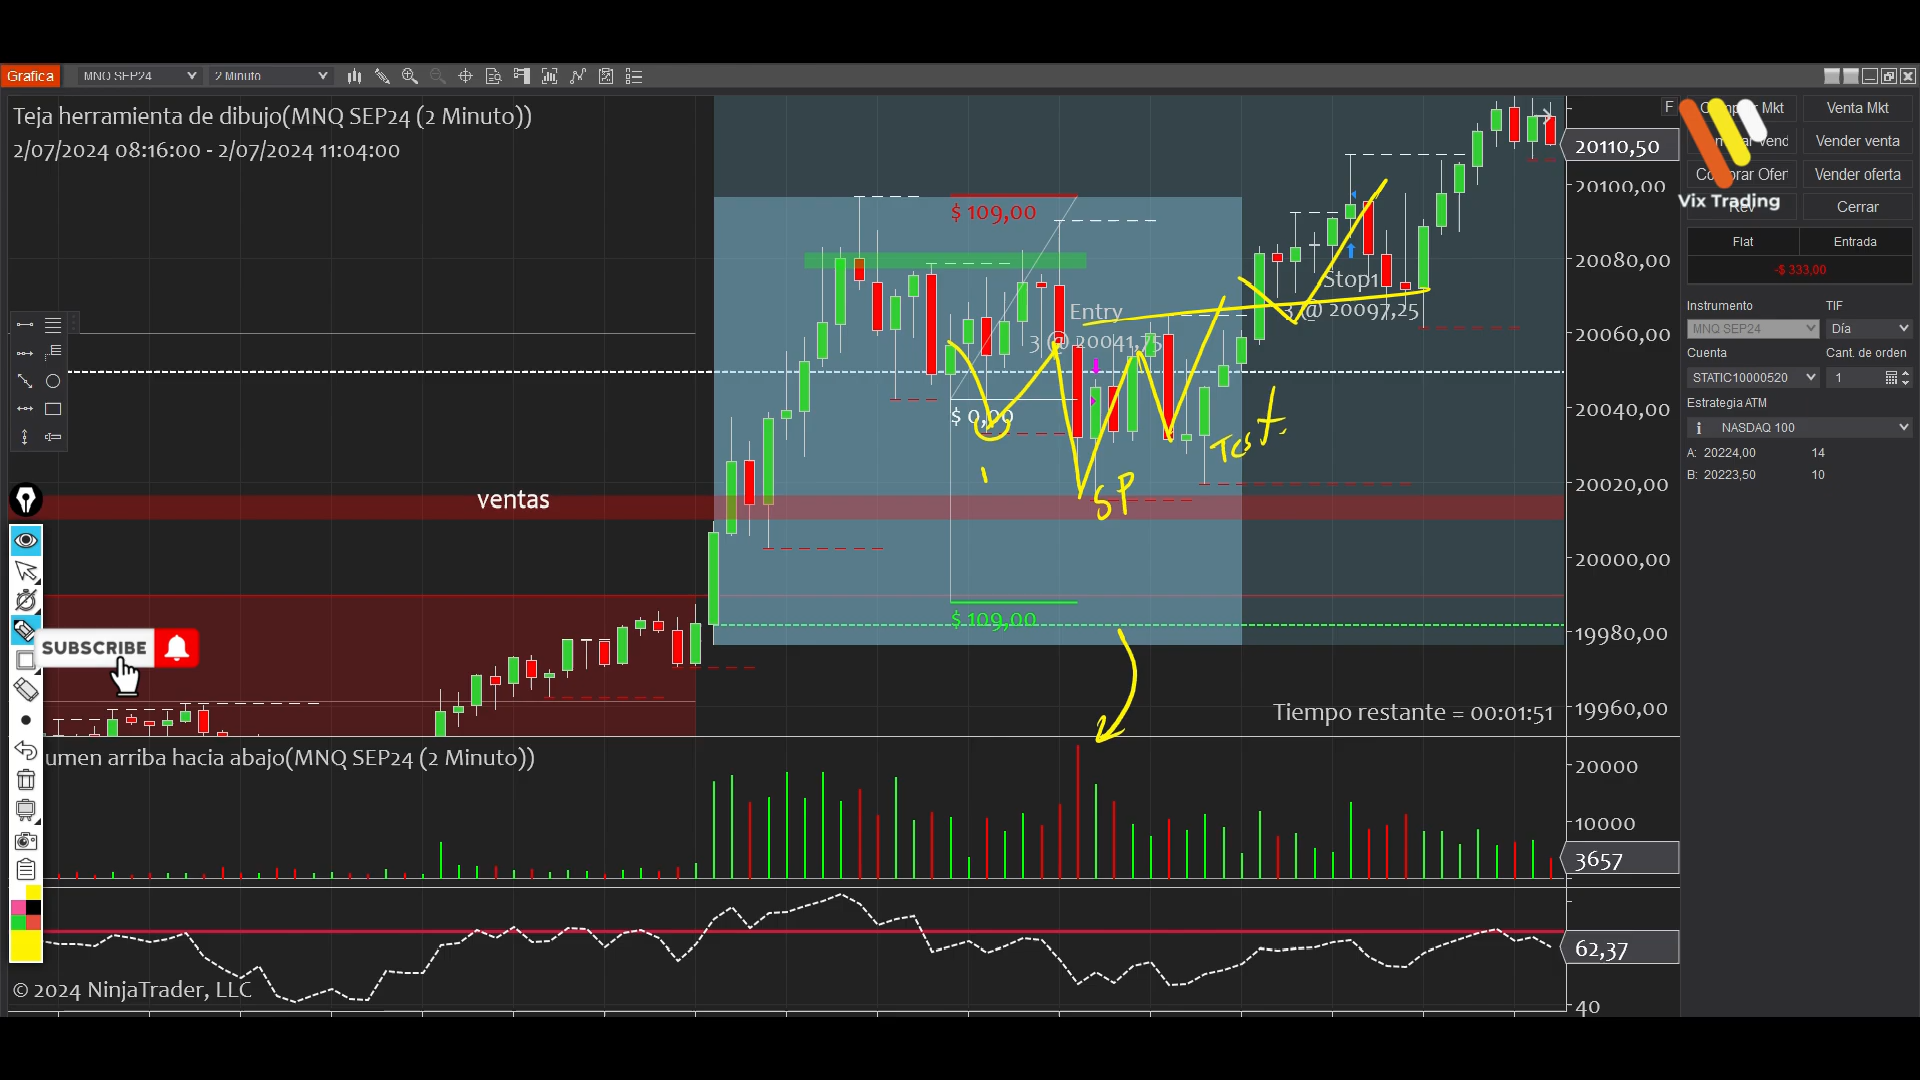 Grafica MNQ SEP24 2 Minuto
Teja herramienta de dibujo(MNQ SEP24 (2 Minuto))
2/07/2024 08:16:00 - 2/07/2024 11:04:00
F
Mkt Venta Mkt
Vender venta
Comprar Ofer Vender oferta
Rev Cerrar
Vix Trading
Flat Entrada
-$ 333,00
Instrumento TIF
MNQ SEP24 Día
Cuenta Cant. de orden
STATIC10000520 1
Estrategia ATM
NASDAQ 100
A: 20224,00 14
B: 20223,50 10
20110,50
20100,00
20080,00
20060,00
20040,00
20020,00
20000,00
19980,00
19960,00
$ 109,00
Entry
3 @ 20041,75
Stop1
3 @ 20097,25
$ 0,00
1
SP
Test
ventas
$ 109,00
SUBSCRIBE
Tiempo restante = 00:01:51
umen arriba hacia abajo(MNQ SEP24 (2 Minuto))
20000
10000
3657
62,37
40
© 2024 NinjaTrader, LLC